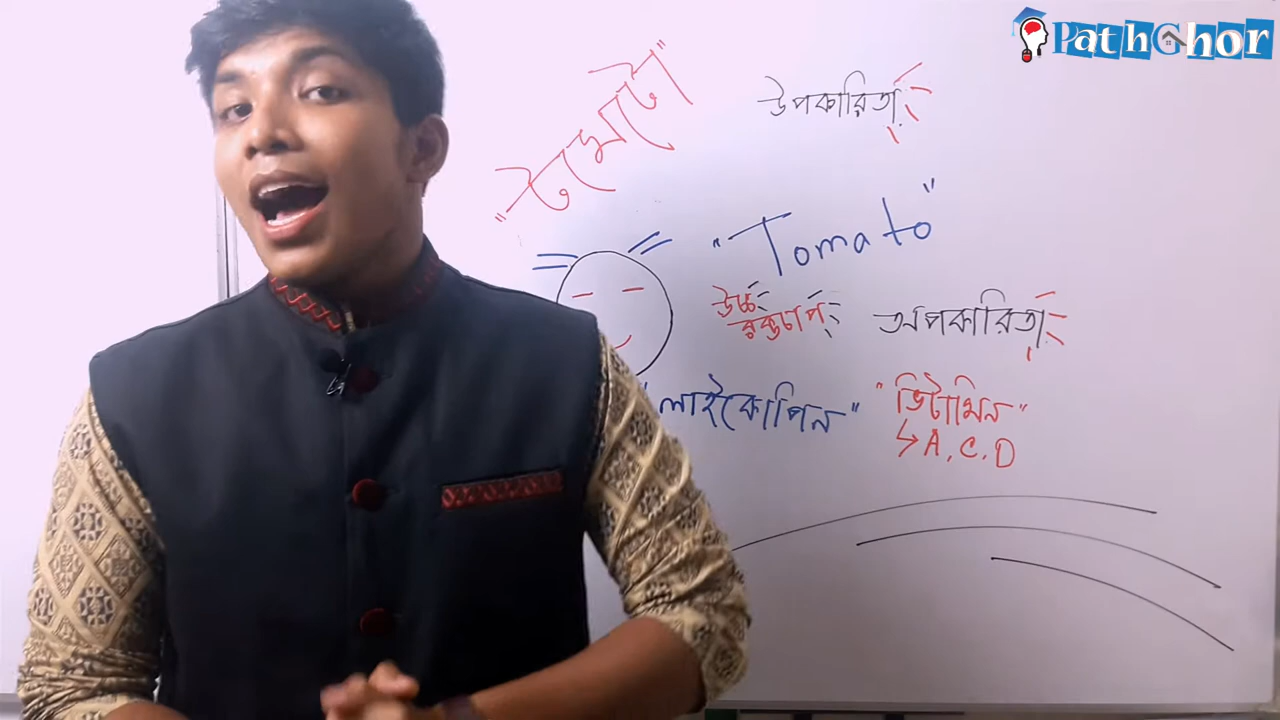 PathGhor
"টমেটো"
উপকারিতা
"Tomato"
উচ্চ
রক্তচাপ
অপকারিতা
"লাইকোপিন"
"ভিটামিন"
↳ A, C, D